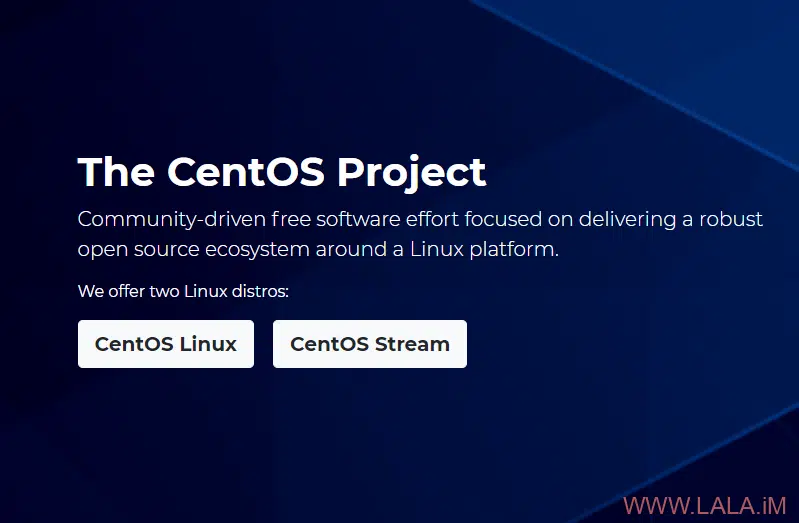 The CentOS Project
Community-driven free software effort focused on delivering a robust
open source ecosystem around a Linux platform.
We offer two Linux distros:
CentOS Linux CentOS Stream
WWW.LALA.iM